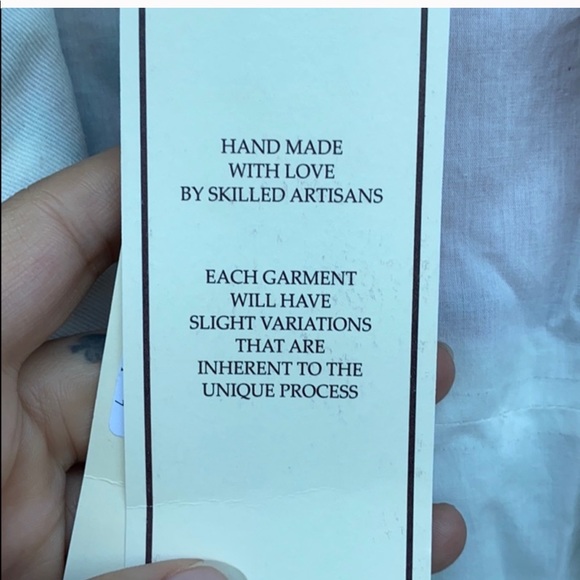 HAND MADE
WITH LOVE
BY SKILLED ARTISANS
EACH GARMENT
WILL HAVE
SLIGHT VARIATIONS
THAT ARE
INHERENT TO THE
UNIQUE PROCESS